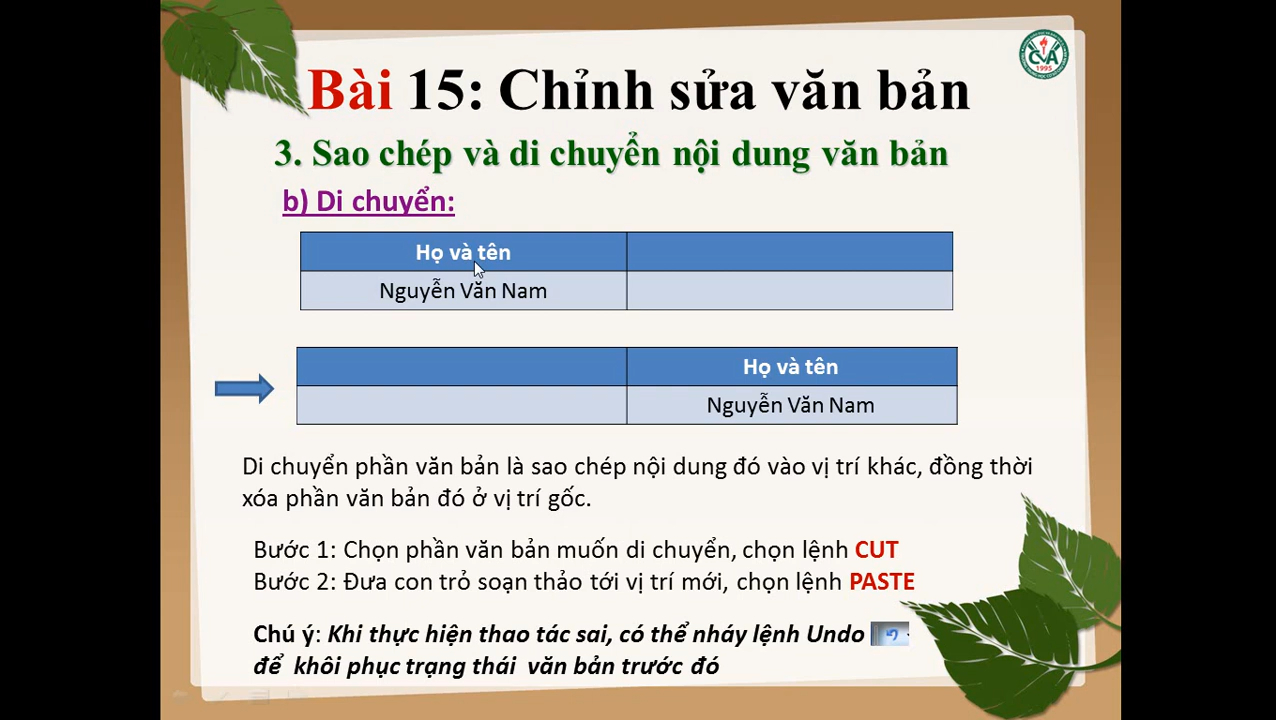 CVA
1995
Bài 15: Chỉnh sửa văn bản
3. Sao chép và di chuyển nội dung văn bản
b) Di chuyển:
Họ và tên
Nguyễn Văn Nam
Họ và tên
Nguyễn Văn Nam
Di chuyển phần văn bản là sao chép nội dung đó vào vị trí khác, đồng thời
xóa phần văn bản đó ở vị trí gốc.
Bước 1: Chọn phần văn bản muốn di chuyển, chọn lệnh CUT
Bước 2: Đưa con trỏ soạn thảo tới vị trí mới, chọn lệnh PASTE
Chú ý: Khi thực hiện thao tác sai, có thể nháy lệnh Undo
để khôi phục trạng thái văn bản trước đó